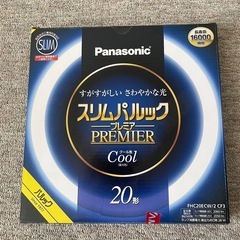 SLIM
Panasonic
長寿命
16000
時間
すがすがしい さわやかな光
スリムパルック
プレミア
PREMIER
クール色
Cool
20形
パルック
FHC20ECW/2 CF3